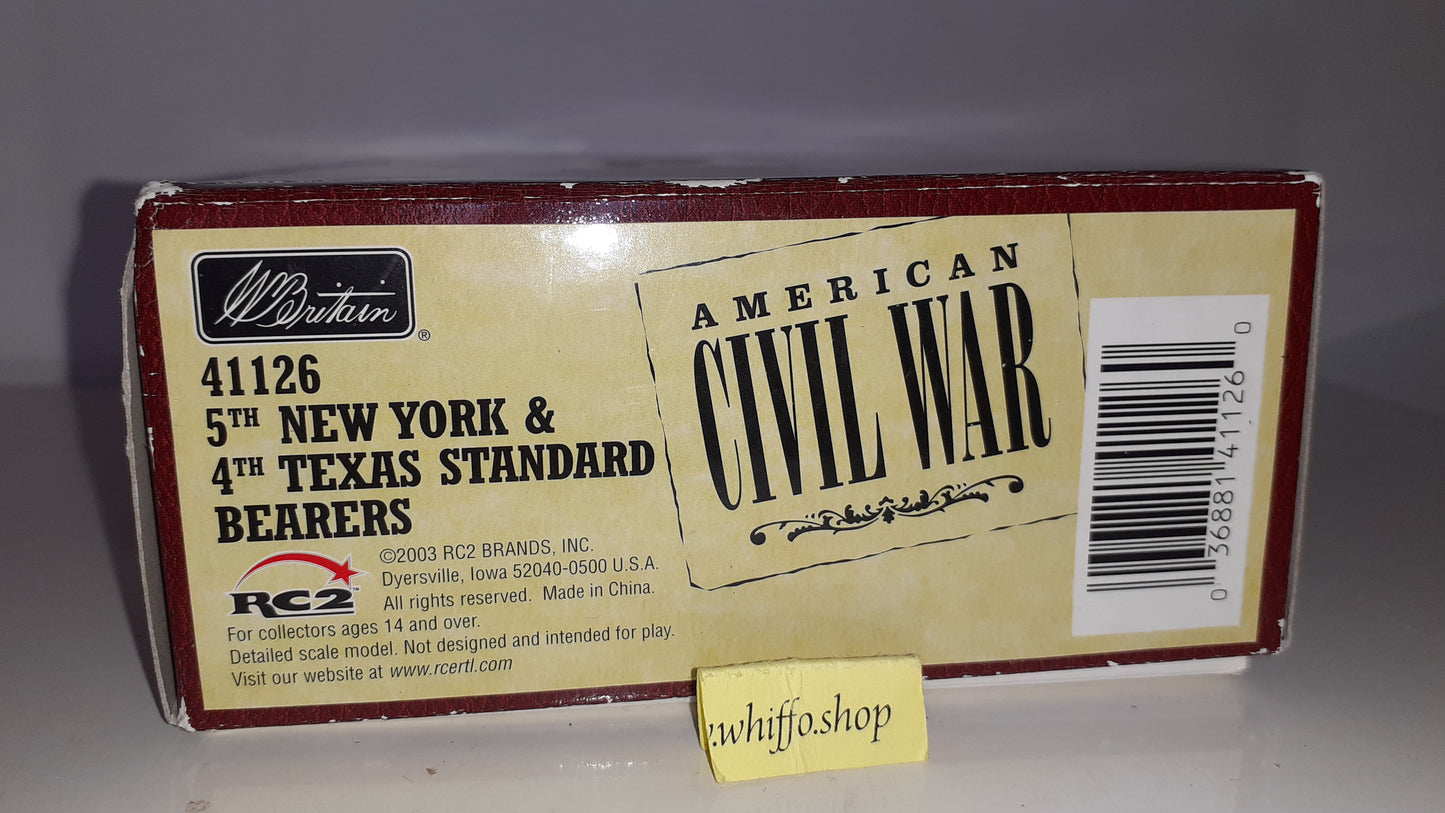 W Britain
®
41126
5TH NEW YORK &
4TH TEXAS STANDARD
BEARERS
RC2™
©2003 RC2 BRANDS, INC.
Dyersville, Iowa 52040-0500 U.S.A.
All rights reserved. Made in China.
For collectors ages 14 and over.
Detailed scale model. Not designed and intended for play.
Visit our website at www.rcertl.com
AMERICAN
CIVIL WAR
0 36881 41126 0
.whiffo.shop